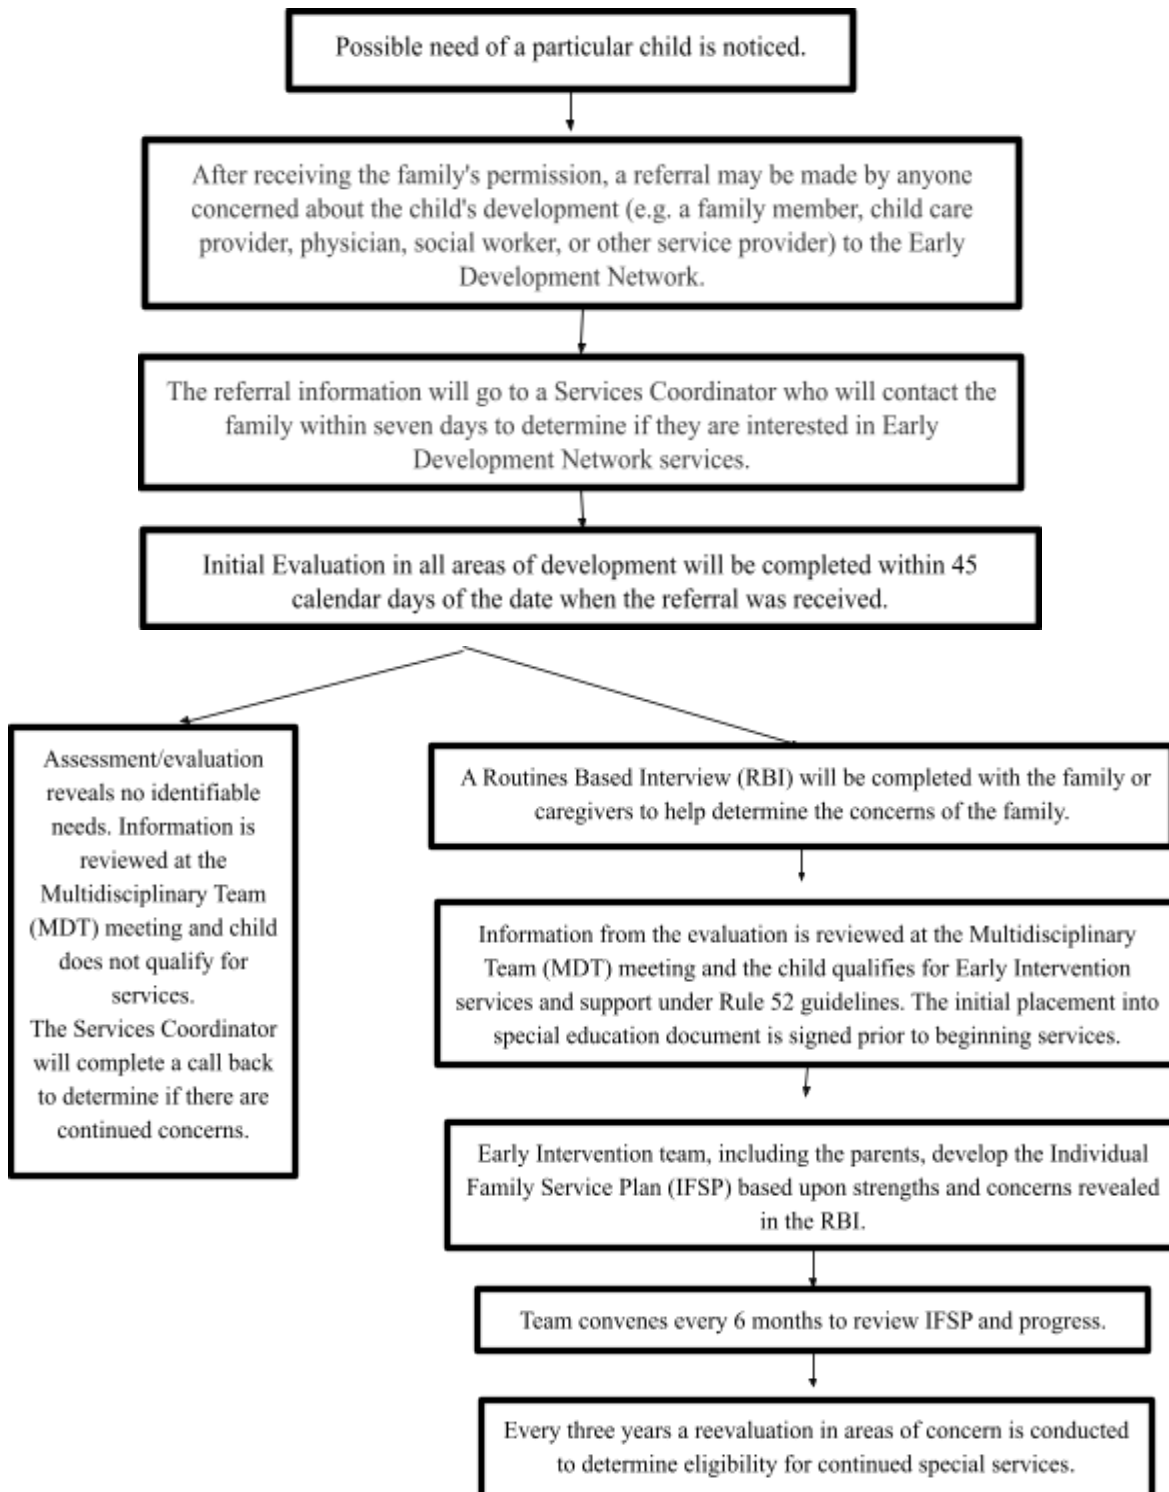 Possible need of a particular child is noticed.
After receiving the family's permission, a referral may be made by anyone
concerned about the child's development (e.g. a family member, child care
provider, physician, social worker, or other service provider) to the Early
Development Network.
The referral information will go to a Services Coordinator who will contact the
family within seven days to determine if they are interested in Early
Development Network services.
Initial Evaluation in all areas of development will be completed within 45
calendar days of the date when the referral was received.
Assessment/evaluation
reveals no identifiable
needs. Information is
reviewed at the
Multidisciplinary Team
(MDT) meeting and child
does not qualify for
services.
The Services Coordinator
will complete a call back
to determine if there are
continued concerns.
A Routines Based Interview (RBI) will be completed with the family or
caregivers to help determine the concerns of the family.
Information from the evaluation is reviewed at the Multidisciplinary
Team (MDT) meeting and the child qualifies for Early Intervention
services and support under Rule 52 guidelines. The initial placement into
special education document is signed prior to beginning services.
Early Intervention team, including the parents, develop the Individual
Family Service Plan (IFSP) based upon strengths and concerns revealed
in the RBI.
Team convenes every 6 months to review IFSP and progress.
Every three years a reevaluation in areas of concern is conducted
to determine eligibility for continued special services.